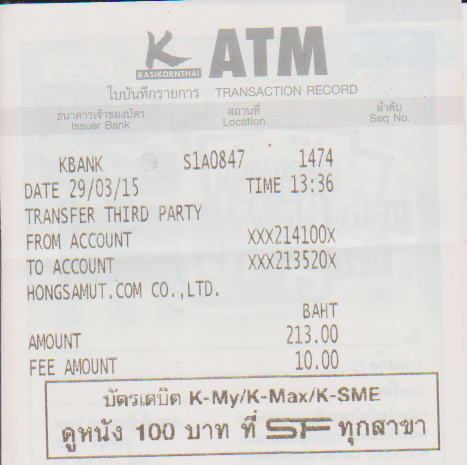 K ATM
KASIKORNTHAI
ใบบันทึกรายการ TRANSACTION RECORD
ธนาคารเจ้าของบัตร สถานที่ ลำดับ
Issuer Bank Location Seq No.
KBANK S1A0847 1474
DATE 29/03/15 TIME 13:36
TRANSFER THIRD PARTY
FROM ACCOUNT XXX214100X
TO ACCOUNT XXX213520X
HONGSAMUT.COM CO.,LTD.
BAHT
AMOUNT 213.00
FEE AMOUNT 10.00
บัตรเดบิต K-My/K-Max/K-SME
ดูหนัง 100 บาท ที่ SF ทุกสาขา